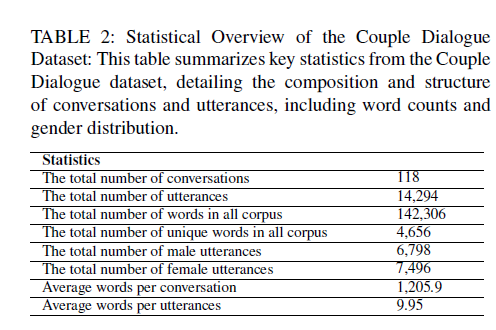 TABLE 2: Statistical Overview of the Couple Dialogue
Dataset: This table summarizes key statistics from the Couple
Dialogue dataset, detailing the composition and structure
of conversations and utterances, including word counts and
gender distribution.
Statistics
The total number of conversations 118
The total number of utterances 14,294
The total number of words in all corpus 142,306
The total number of unique words in all corpus 4,656
The total number of male utterances 6,798
The total number of female utterances 7,496
Average words per conversation 1,205.9
Average words per utterances 9.95